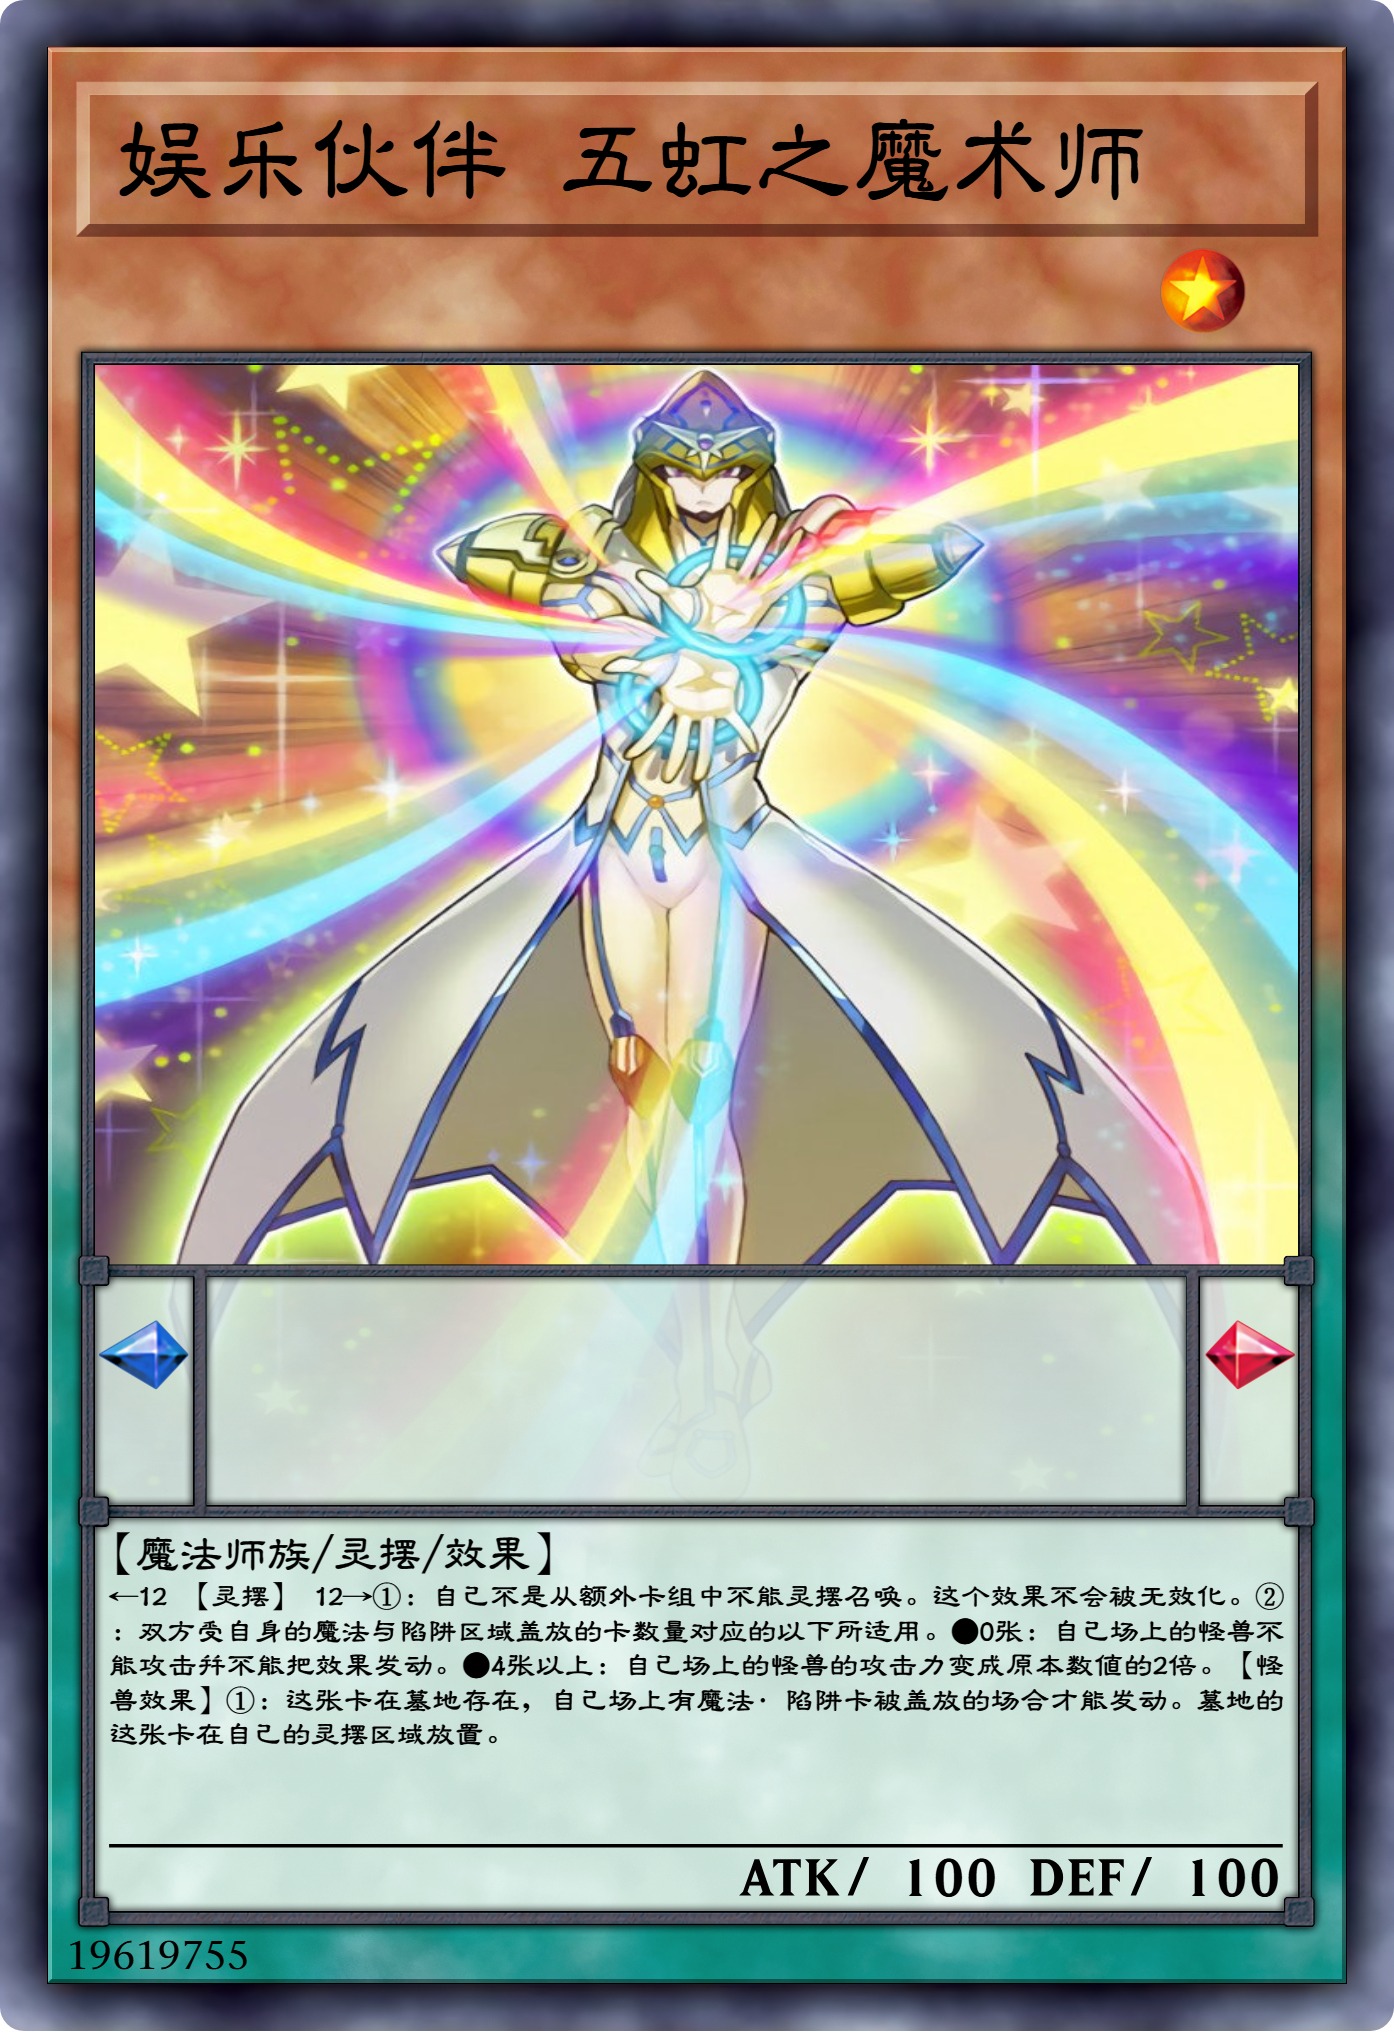 娱乐伙伴 五虹之魔术师
【魔法师族/灵摆/效果】
←12 【灵摆】 12→①：自己不是从额外卡组中不能灵摆召唤。这个效果不会被无效化。②
：双方受自身的魔法与陷阱区域盖放的卡数量对应的以下所适用。●0张：自己场上的怪兽不
能攻击并不能把效果发动。●4张以上：自己场上的怪兽的攻击力变成原本数值的2倍。【怪
兽效果】①：这张卡在墓地存在，自己场上有魔法·陷阱卡被盖放的场合才能发动。墓地的
这张卡在自己的灵摆区域放置。
ATK/ 100 DEF/ 100
19619755